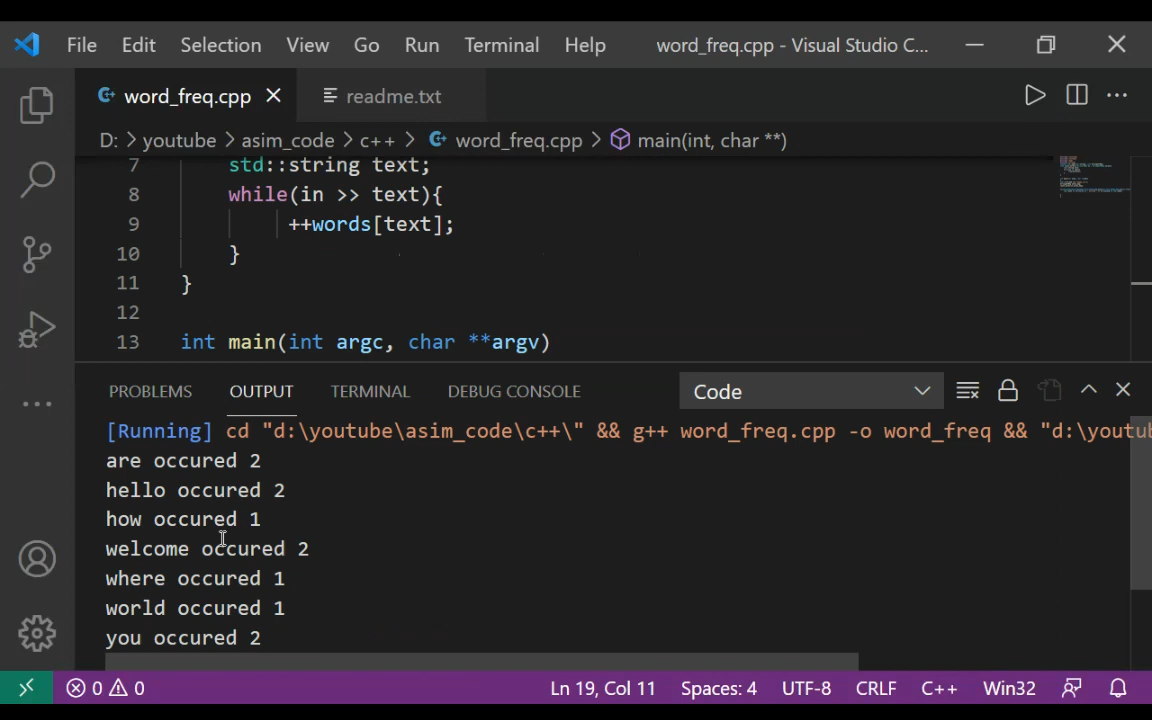 File Edit Selection View Go Run Terminal Help word_freq.cpp - Visual Studio C...
word_freq.cpp readme.txt
D: > youtube > asim_code > c++ > word_freq.cpp > main(int, char **)
7 std::string text;
8 while(in >> text){
9 ++words[text];
10 }
11 }
12
13 int main(int argc, char **argv)
PROBLEMS OUTPUT TERMINAL DEBUG CONSOLE Code
[Running] cd "d:\youtube\asim_code\c++\" && g++ word_freq.cpp -o word_freq && "d:\youtub
are occured 2
hello occured 2
how occured 1
welcome occured 2
where occured 1
world occured 1
you occured 2
0 0 Ln 19, Col 11 Spaces: 4 UTF-8 CRLF C++ Win32